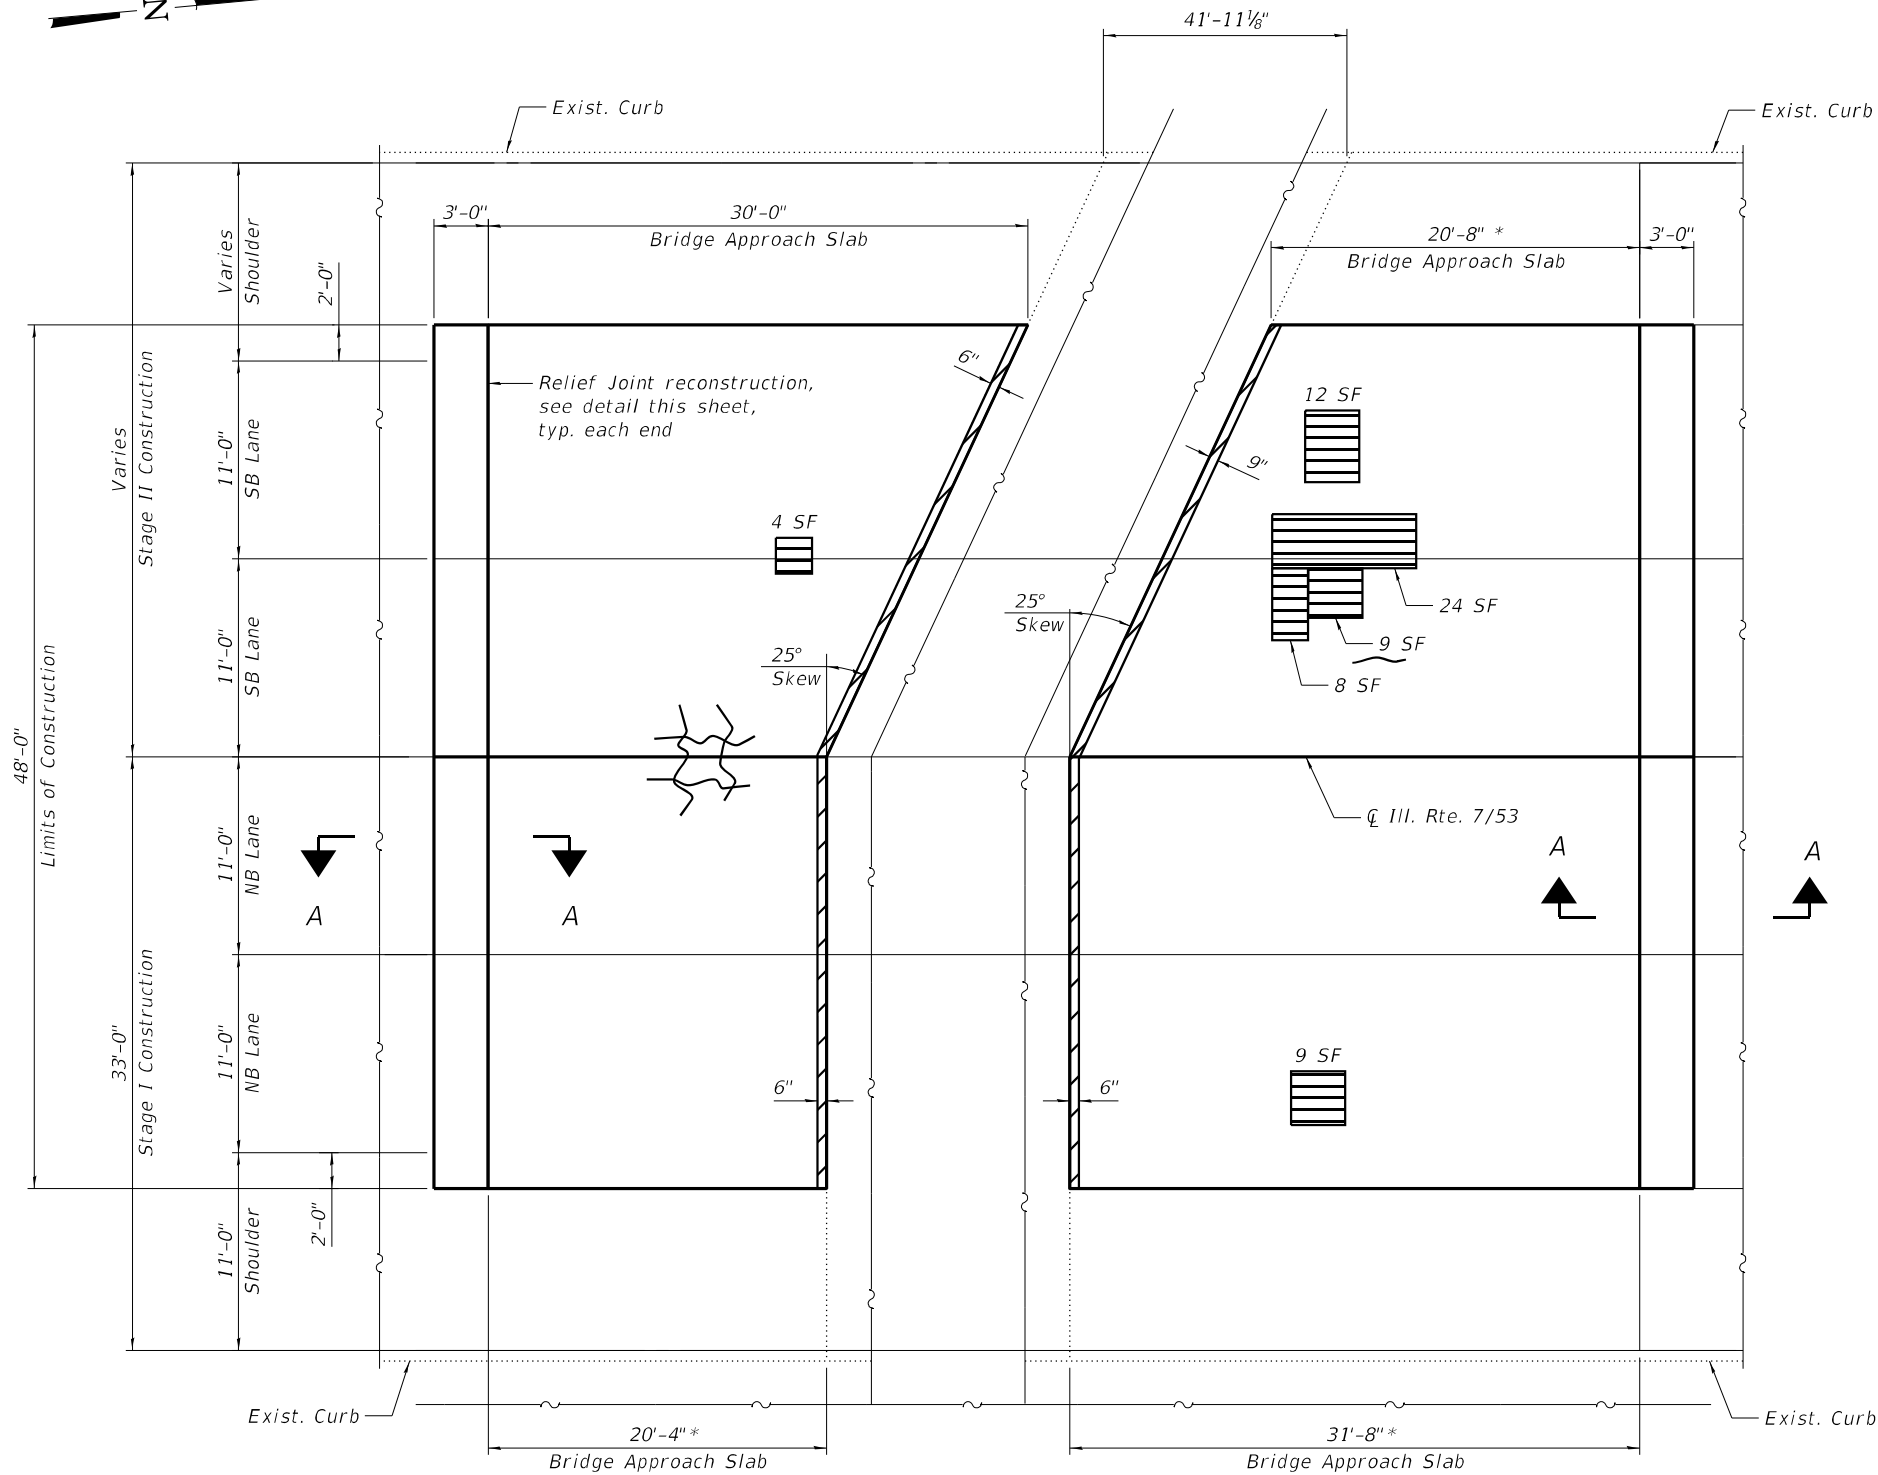 N
41'-11⅛"
Exist. Curb
Exist. Curb
3'-0"
30'-0"
Bridge Approach Slab
20'-8" *
3'-0"
Bridge Approach Slab
Varies
Shoulder
2'-0"
6"
Relief Joint reconstruction,
see detail this sheet,
typ. each end
12 SF
Varies
Stage II Construction
11'-0"
SB Lane
9"
4 SF
24 SF
25°
Skew
9 SF
8 SF
11'-0"
SB Lane
25°
Skew
48'-0"
Limits of Construction
℄ Ill. Rte. 7/53
11'-0"
NB Lane
A
A
A
A
33'-0"
Stage I Construction
11'-0"
NB Lane
9 SF
6"
6"
2'-0"
11'-0"
Shoulder
Exist. Curb
Exist. Curb
20'-4" *
Bridge Approach Slab
31'-8" *
Bridge Approach Slab